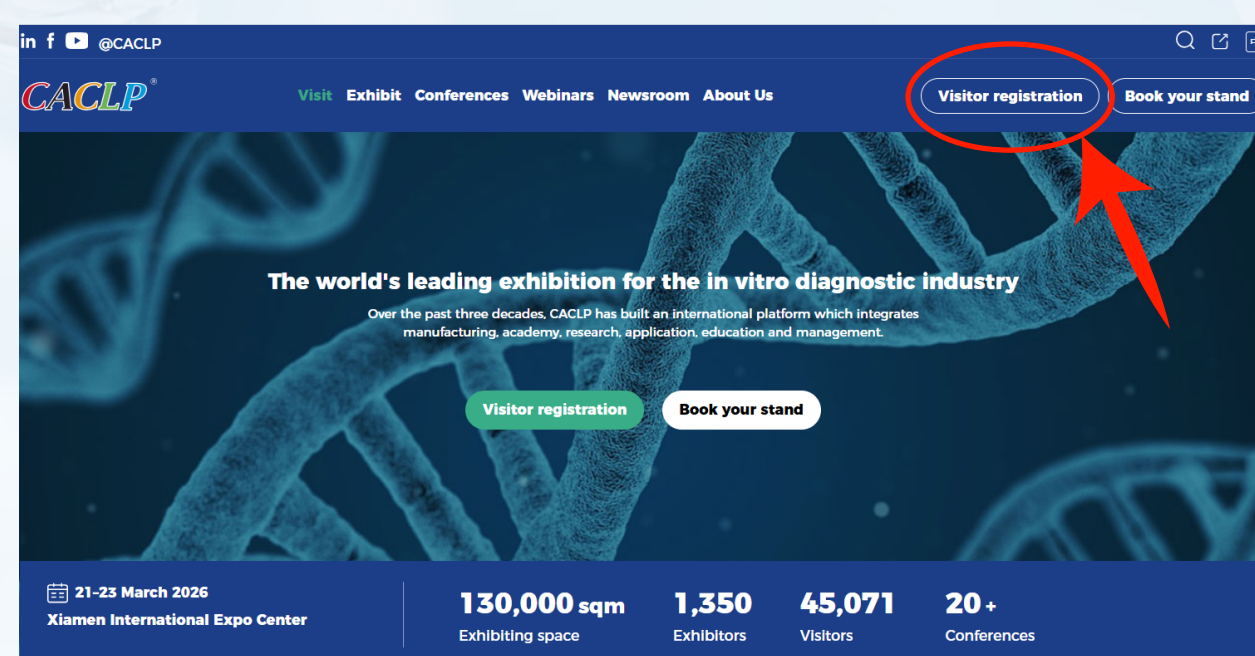 in f @CACLP
CACLP®
Visit Exhibit Conferences Webinars Newsroom About Us
Visitor registration Book your stand
The world's leading exhibition for the in vitro diagnostic industry
Over the past three decades, CACLP has built an international platform which integrates
manufacturing, academy, research, application, education and management.
Visitor registration Book your stand
21-23 March 2026
Xiamen International Expo Center
130,000 sqm 1,350 45,071 20 +
Exhibiting space Exhibitors Visitors Conferences